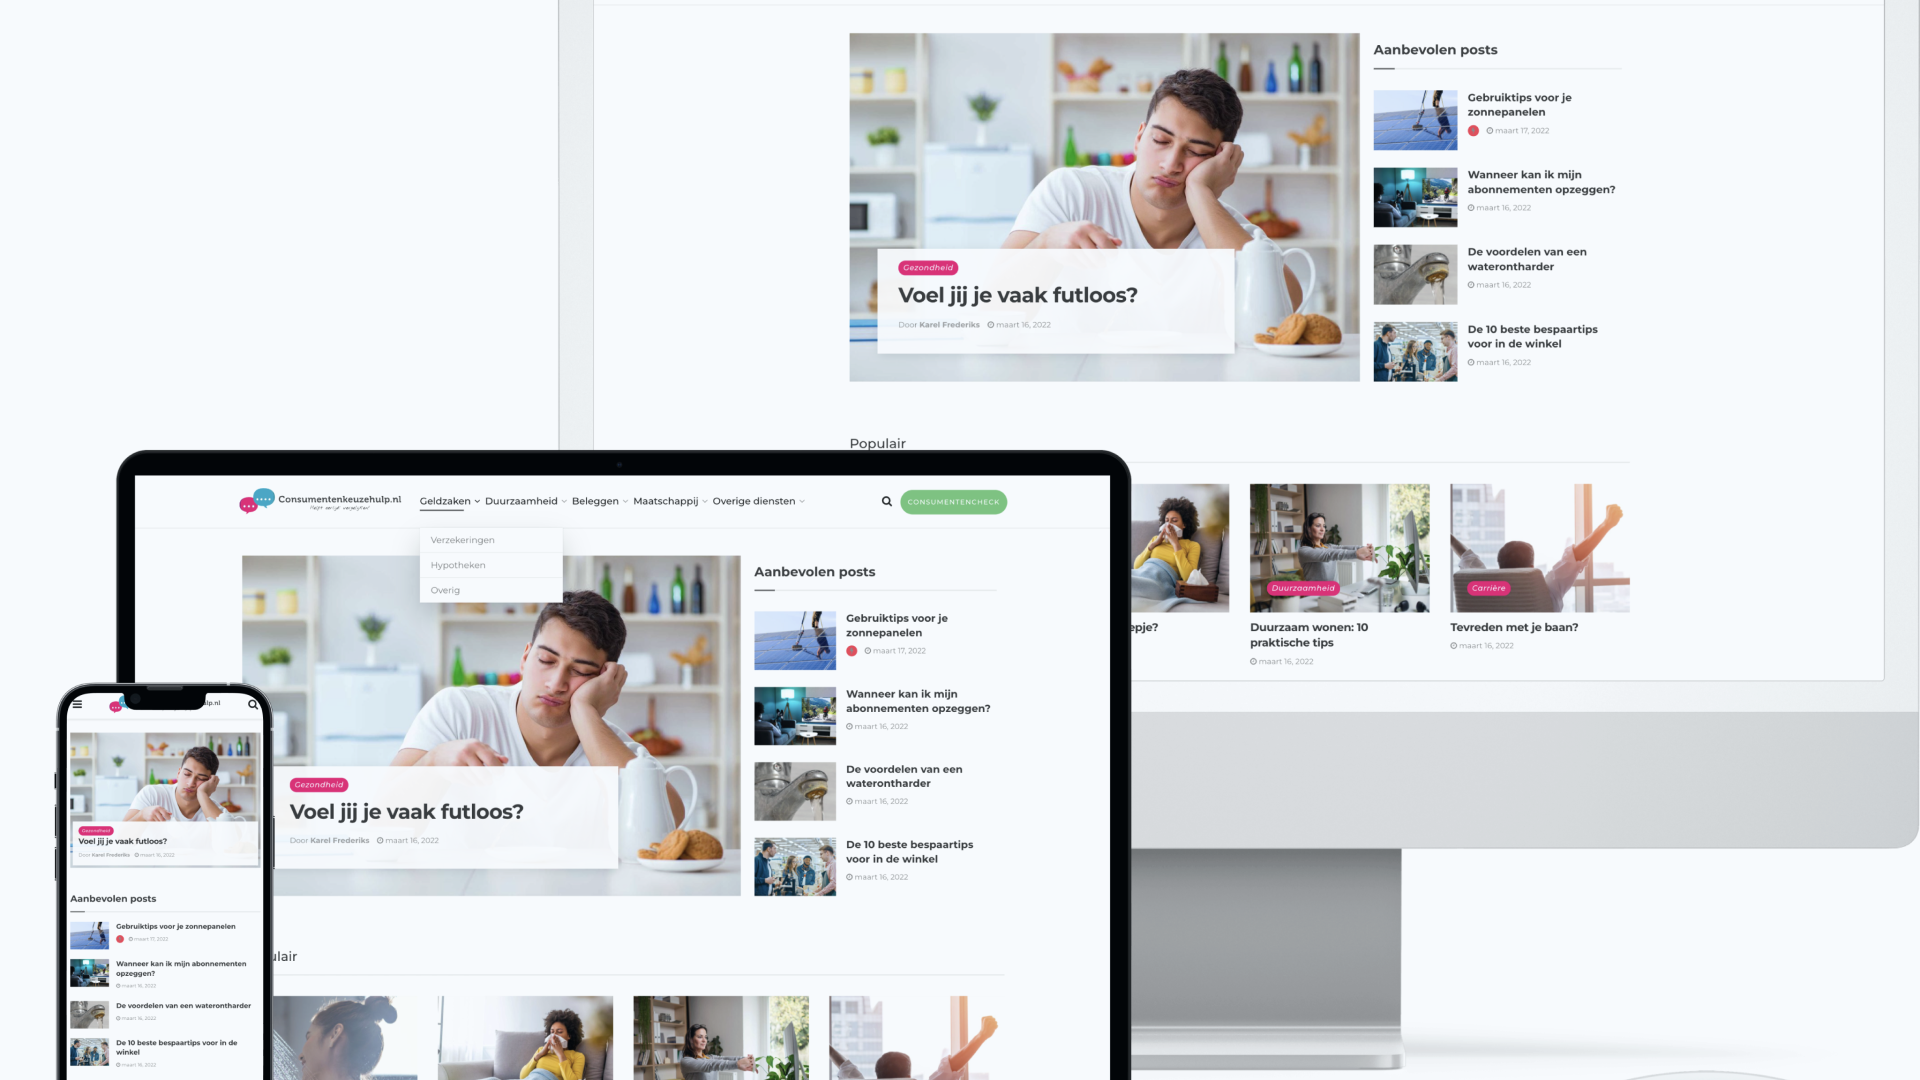 Aanbevolen posts
Gebruiktips voor je
zonnepanelen
maart 17, 2022
Wanneer kan ik mijn
abonnementen opzeggen?
maart 16, 2022
De voordelen van een
waterontharder
maart 16, 2022
De 10 beste bespaartips
voor in de winkel
maart 16, 2022
Gezondheid
Voel jij je vaak futloos?
Door Karel Frederiks maart 16, 2022
Populair
epje?
Duurzaamheid
Duurzaam wonen: 10
praktische tips
maart 16, 2022
Carrière
Tevreden met je baan?
maart 16, 2022
Consumentenkeuzehulp.nl
Geldzaken Duurzaamheid Beleggen Maatschappij Overige diensten
CONSUMENTENCHECK
Verzekeringen
Hypotheken
Overig
Gezondheid
Voel jij je vaak futloos?
Door Karel Frederiks maart 16, 2022
Aanbevolen posts
Gebruiktips voor je
zonnepanelen
maart 17, 2022
Wanneer kan ik mijn
abonnementen opzeggen?
maart 16, 2022
De voordelen van een
waterontharder
maart 16, 2022
De 10 beste bespaartips
voor in de winkel
maart 16, 2022
ulair
ulp.nl
Gezondheid
Voel jij je vaak futloos?
Door Karel Frederiks maart 16, 2022
Aanbevolen posts
Gebruiktips voor je zonnepanelen
maart 17, 2022
Wanneer kan ik mijn abonnementen
opzeggen?
maart 16, 2022
De voordelen van een waterontharder
maart 16, 2022
De 10 beste bespaartips voor in de
winkel
maart 16, 2022